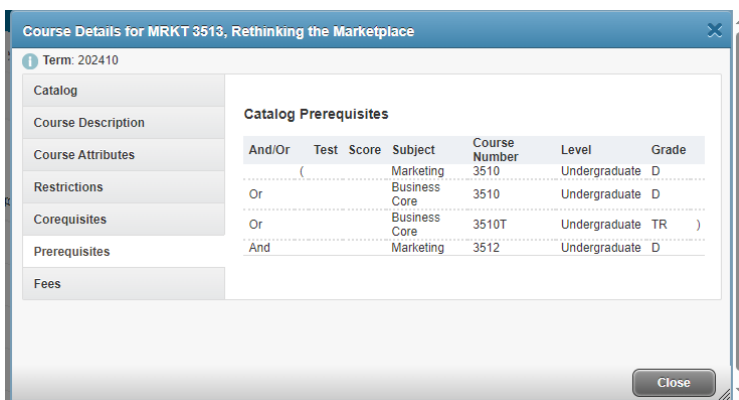 Course Details for MRKT 3513, Rethinking the Marketplace
Term: 202410
Catalog
Course Description
Course Attributes
Restrictions
Corequisites
Prerequisites
Fees
Catalog Prerequisites
And/Or Test Score Subject Course Number Level Grade
( Marketing 3510 Undergraduate D
Or Business Core 3510 Undergraduate D
Or Business Core 3510T Undergraduate TR )
And Marketing 3512 Undergraduate D
Close